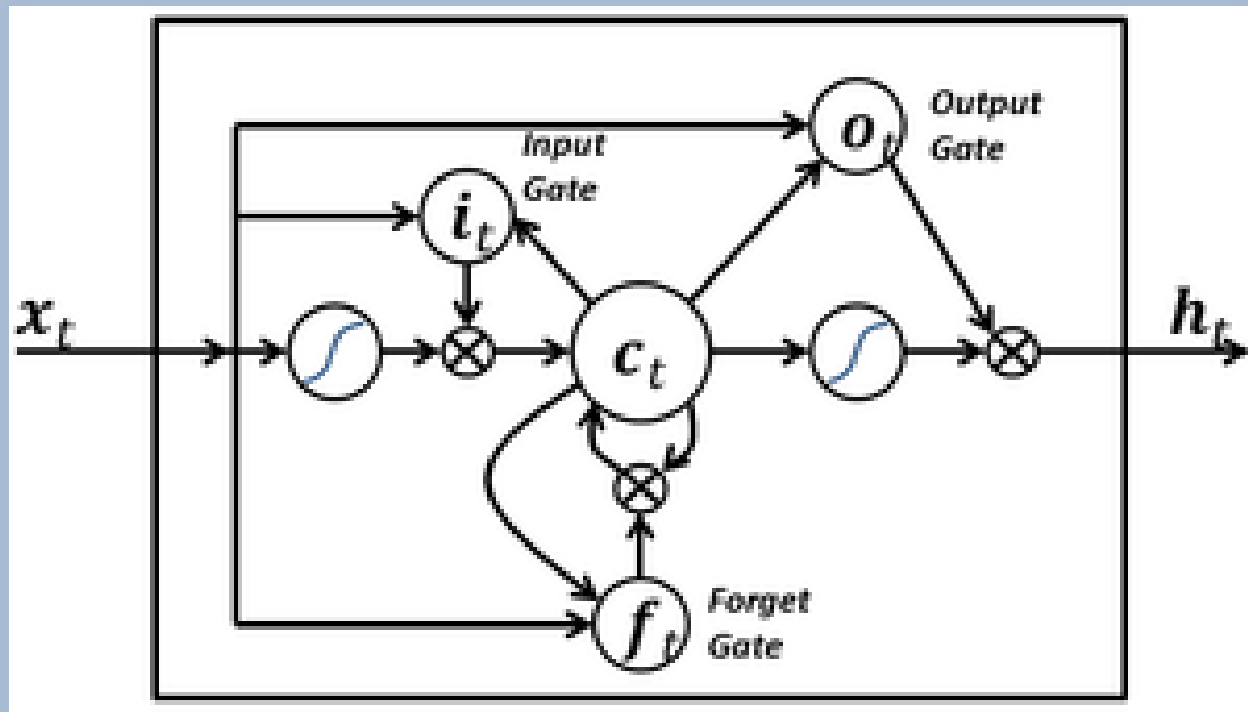 Output
Gate
o_t
Input
Gate
i_t
x_t
h_t
c_t
f_t
Forget
Gate